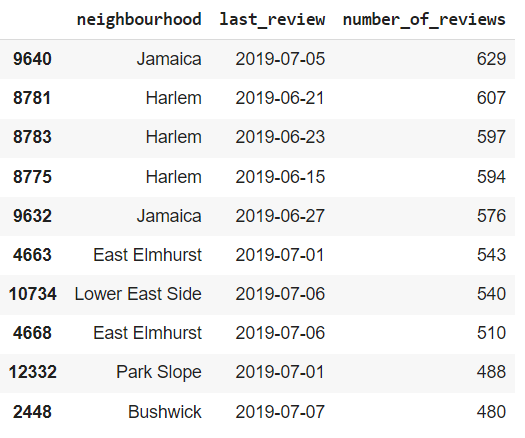 neighbourhood last_review number_of_reviews
9640 Jamaica 2019-07-05 629
8781 Harlem 2019-06-21 607
8783 Harlem 2019-06-23 597
8775 Harlem 2019-06-15 594
9632 Jamaica 2019-06-27 576
4663 East Elmhurst 2019-07-01 543
10734 Lower East Side 2019-07-06 540
4668 East Elmhurst 2019-07-06 510
12332 Park Slope 2019-07-01 488
2448 Bushwick 2019-07-07 480